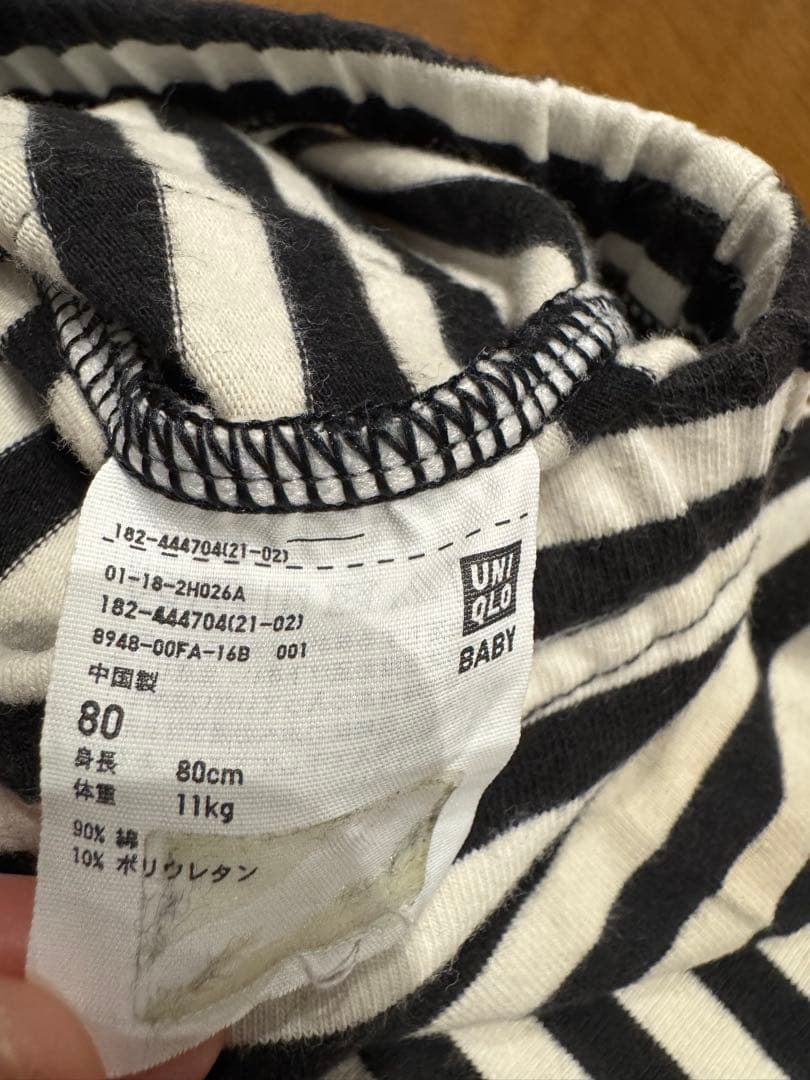 182-444704(21-02)
01-18-2H026A
182-444704(21-02)
8948-00FA-16B 001
中国製
80
身長 80cm
体重 11kg
90% 綿
10% ポリウレタン
UNI
QLO
BABY